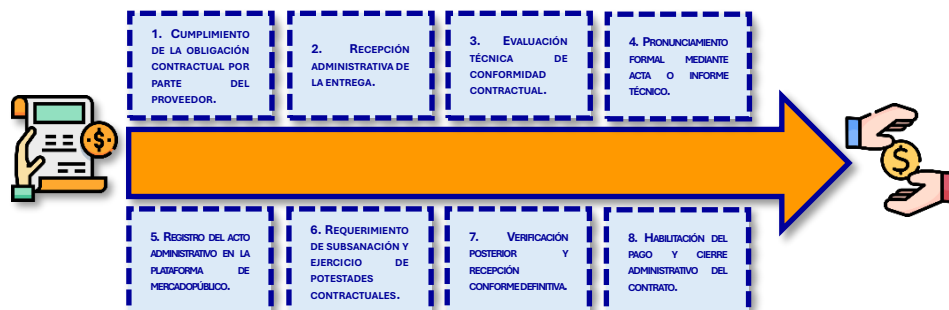 1. CUMPLIMIENTO
DE LA OBLIGACIÓN
CONTRACTUAL POR
PARTE DEL
PROVEEDOR.
2. RECEPCIÓN
ADMINISTRATIVA DE
LA ENTREGA.
3. EVALUACIÓN
TÉCNICA DE
CONFORMIDAD
CONTRACTUAL.
4. PRONUNCIAMIENTO
FORMAL MEDIANTE
ACTA O INFORME
TÉCNICO.
5. REGISTRO DEL ACTO
ADMINISTRATIVO EN LA
PLATAFORMA DE
MERCADOPÚBLICO.
6. REQUERIMIENTO
DE SUBSANACIÓN Y
EJERCICIO DE
POTESTADES
CONTRACTUALES.
7. VERIFICACIÓN
POSTERIOR Y
RECEPCIÓN
CONFORME DEFINITIVA.
8. HABILITACIÓN DEL
PAGO Y CIERRE
ADMINISTRATIVO DEL
CONTRATO.
$
$